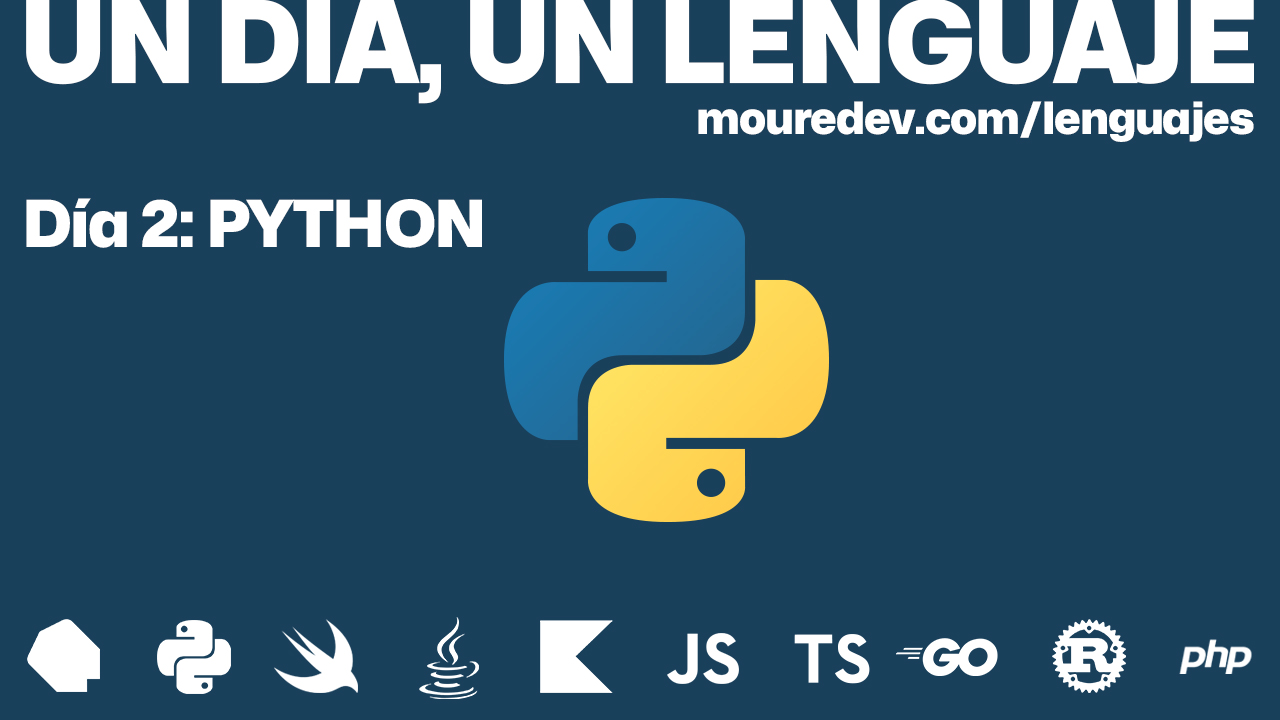 UN DÍA, UN LENGUAJE
mouredev.com/lenguajes
Día 2: PYTHON
JS TS GO R php